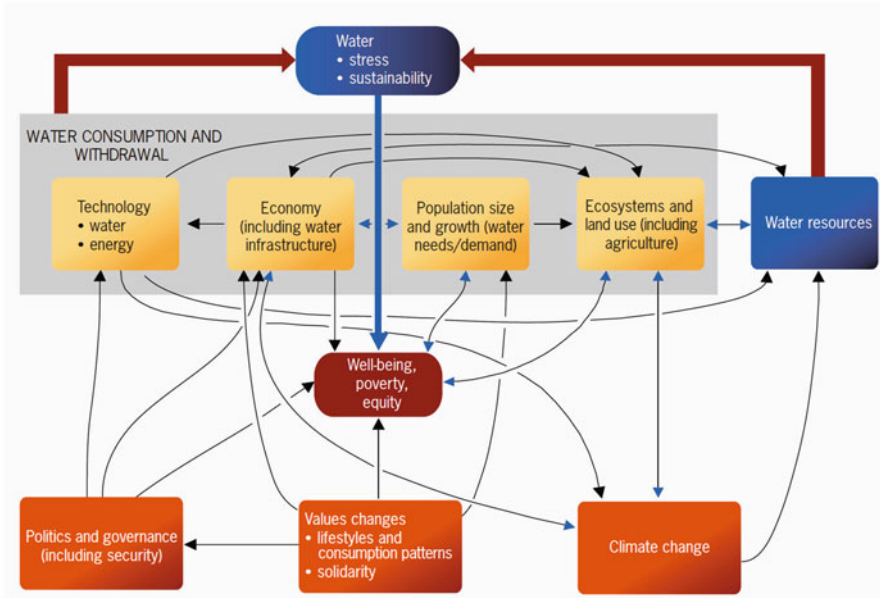 Water
• stress
• sustainability
WATER CONSUMPTION AND
WITHDRAWAL
Technology
• water
• energy
Economy
(including water
infrastructure)
Population size
and growth (water
needs/demand)
Ecosystems and
land use (including
agriculture)
Water resources
Well-being,
poverty,
equity
Politics and governance
(including security)
Values changes
• lifestyles and
consumption patterns
• solidarity
Climate change